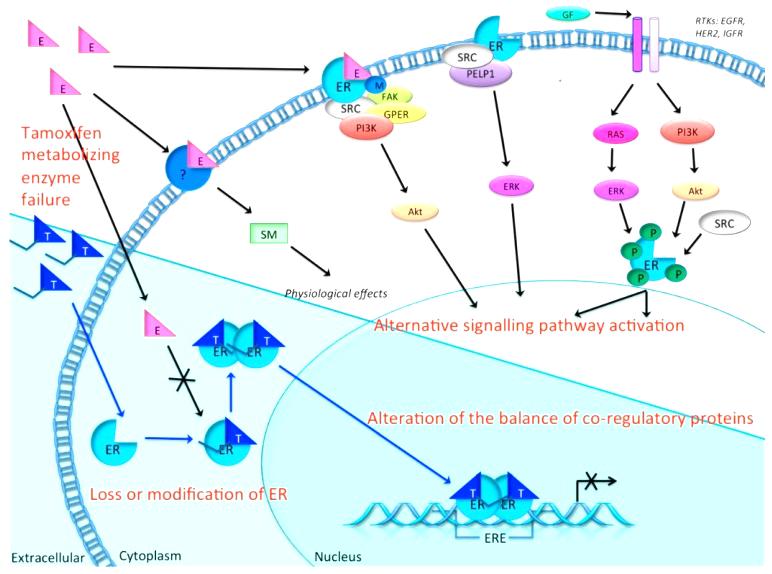 GF
RTKs: EGFR,
HER2, IGFR
E
E
E
ER
SRC
PELP1
E
ER
M
FAK
SRC
GPER
PI3K
E
?
RAS
PI3K
Tamoxifen
metabolizing
enzyme
failure
ERK
ERK
Akt
Akt
SRC
SM
T
T
T
P
P
P
P
ER
Physiological effects
E
Alternative signalling pathway activation
T
T
ER
ER
Alteration of the balance of co-regulatory proteins
ER
T
ER
Loss or modification of ER
T
T
ER
ER
ERE
Extracellular
Cytoplasm
Nucleus